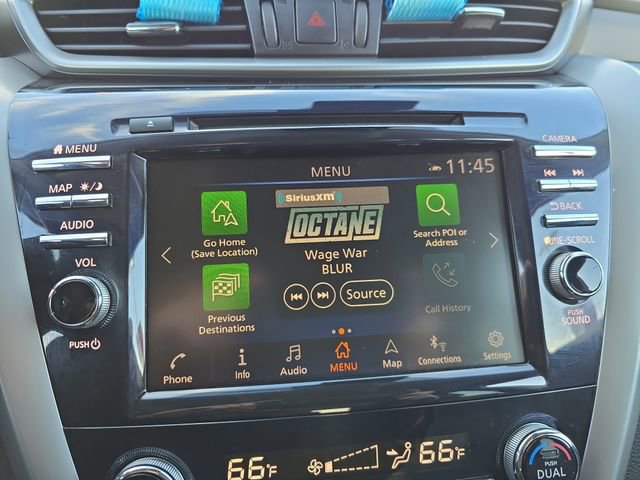 MENU
CAMERA
MAP
AUDIO
BACK
VOL
TUNE•SCROLL
PUSH
PUSH
SOUND
MENU
11:45
SiriusXM
OCTANE
Wage War
BLUR
Source
Go Home
(Save Location)
Search POI or
Address
Previous
Destinations
Call History
Phone
Info
Audio
MENU
Map
Connections
Settings
66°F
66°F
PUSH
DUAL